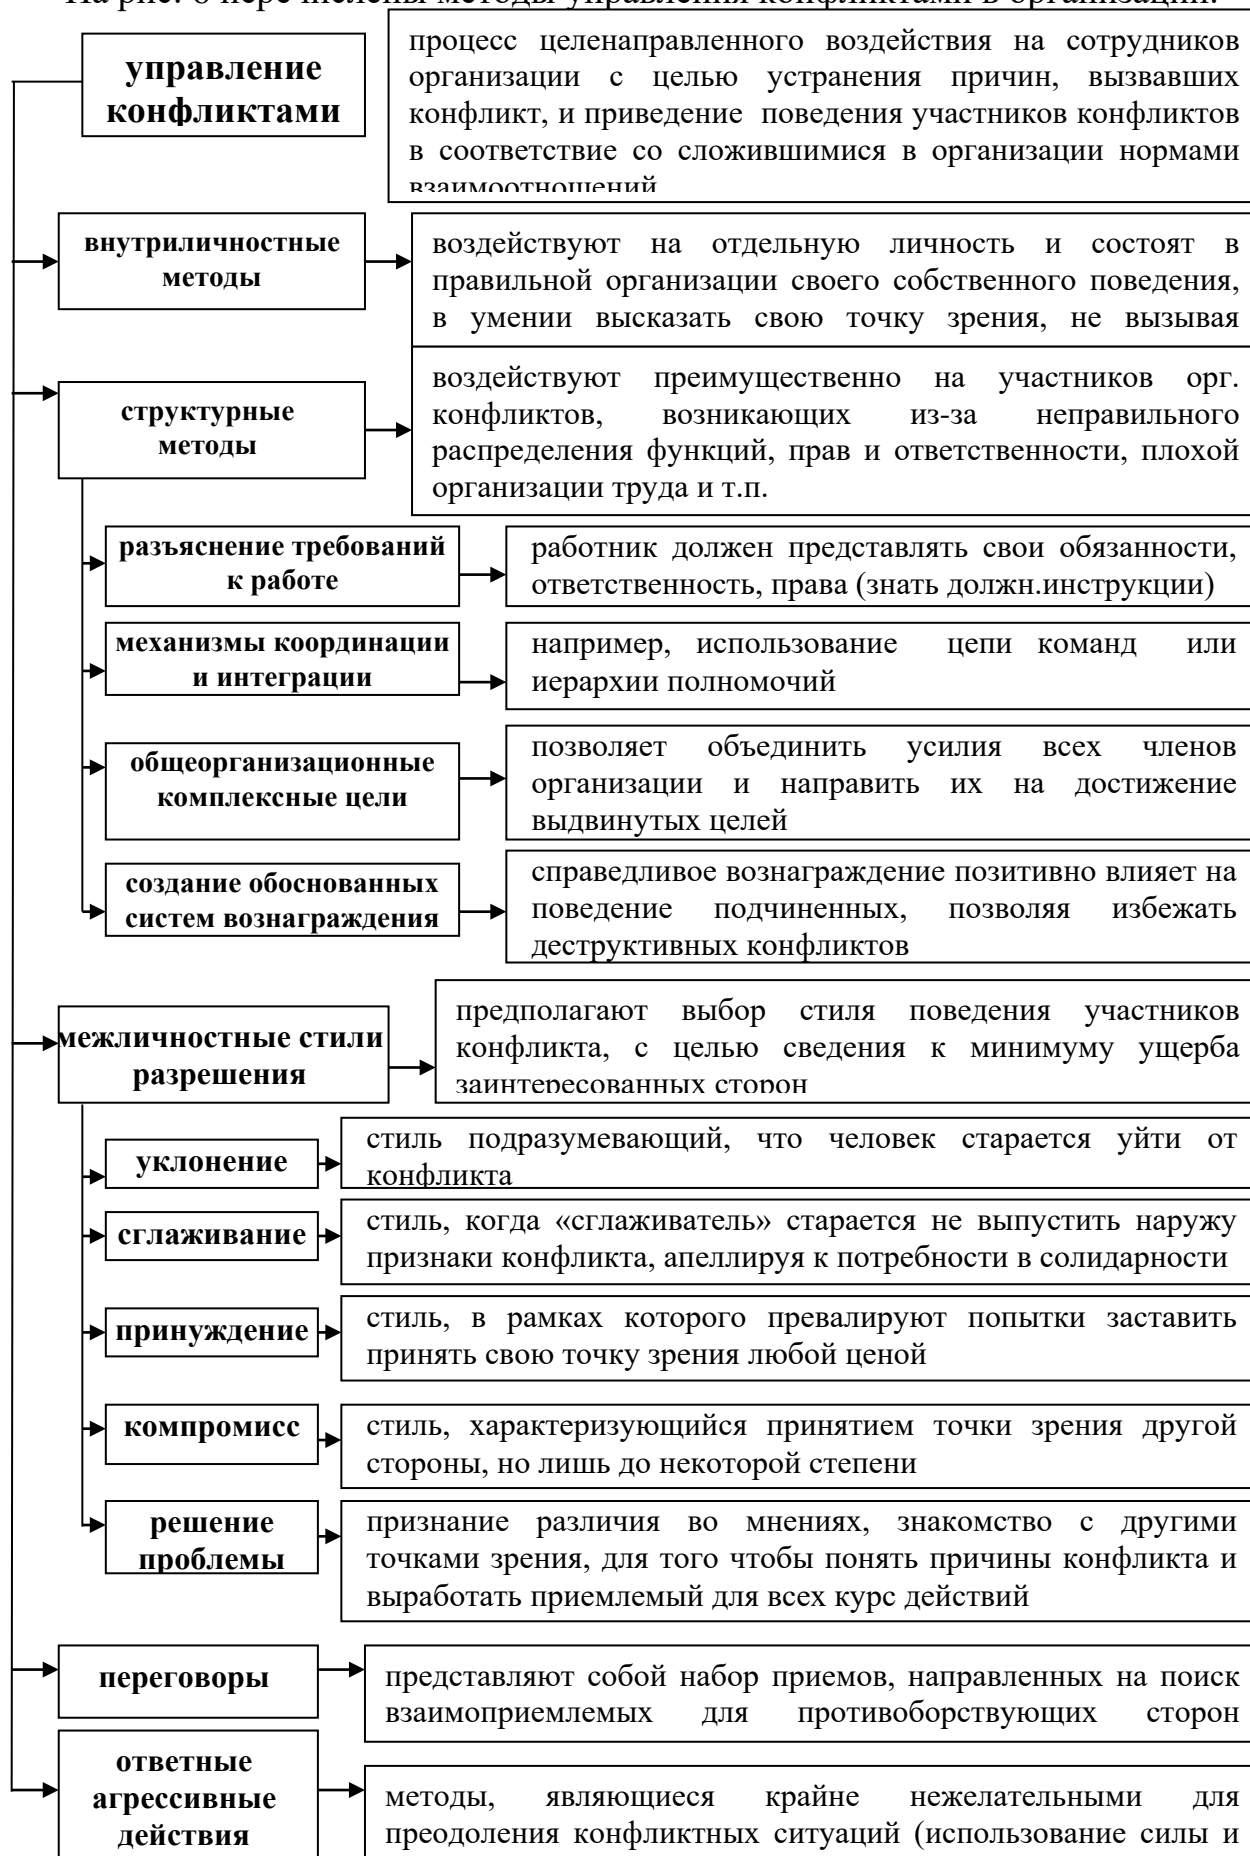 На рис. 6 перечислены методы управления конфликтами в организации.
управление
конфликтами
процесс целенаправленного воздействия на сотрудников
организации с целью устранения причин, вызвавших
конфликт, и приведение поведения участников конфликтов
в соответствие со сложившимися в организации нормами
взаимоотношений
внутриличностные
методы
воздействуют на отдельную личность и состоят в
правильной организации своего собственного поведения,
в умении высказать свою точку зрения, не вызывая
структурные
методы
воздействуют преимущественно на участников орг.
конфликтов, возникающих из-за неправильного
распределения функций, прав и ответственности, плохой
организации труда и т.п.
разъяснение требований
к работе
работник должен представлять свои обязанности,
ответственность, права (знать должн.инструкции)
механизмы координации
и интеграции
например, использование цепи команд или
иерархии полномочий
общеорганизационные
комплексные цели
позволяет объединить усилия всех членов
организации и направить их на достижение
выдвинутых целей
создание обоснованных
систем вознаграждения
справедливое вознаграждение позитивно влияет на
поведение подчиненных, позволяя избежать
деструктивных конфликтов
межличностные стили
разрешения
предполагают выбор стиля поведения участников
конфликта, с целью сведения к минимуму ущерба
заинтересованных сторон
уклонение
стиль подразумевающий, что человек старается уйти от
конфликта
сглаживание
стиль, когда «сглаживатель» старается не выпустить наружу
признаки конфликта, апеллируя к потребности в солидарности
принуждение
стиль, в рамках которого превалируют попытки заставить
принять свою точку зрения любой ценой
компромисс
стиль, характеризующийся принятием точки зрения другой
стороны, но лишь до некоторой степени
решение
проблемы
признание различия во мнениях, знакомство с другими
точками зрения, для того чтобы понять причины конфликта и
выработать приемлемый для всех курс действий
переговоры
представляют собой набор приемов, направленных на поиск
взаимоприемлемых для противоборствующих сторон
ответные
агрессивные
действия
методы, являющиеся крайне нежелательными для
преодоления конфликтных ситуаций (использование силы и